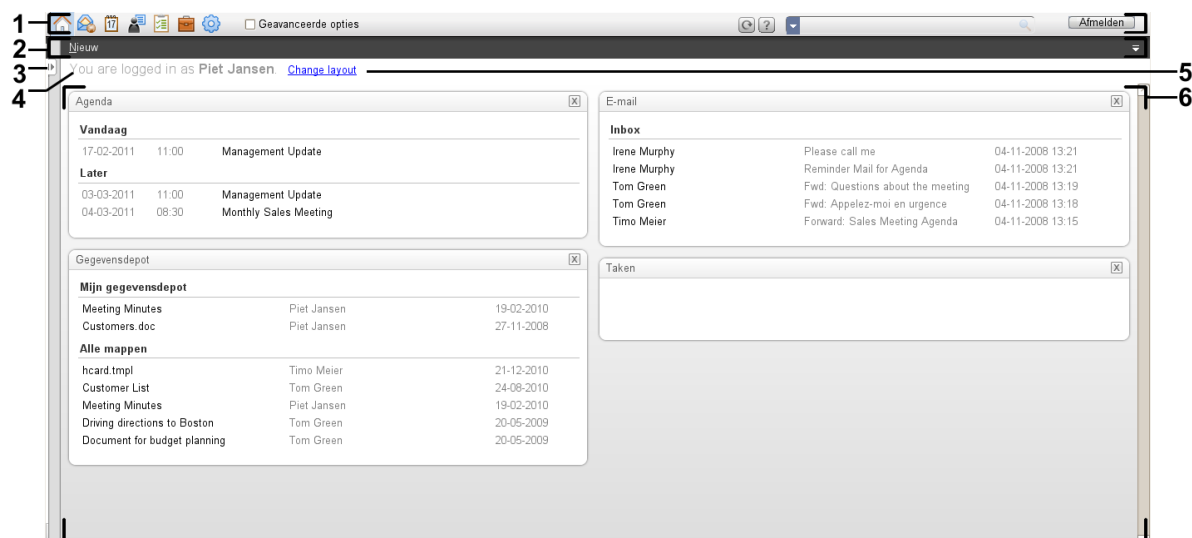 1
17
Geavanceerde opties
?
Afmelden
2
Nieuw
3
4
You are logged in as Piet Jansen. Change layout
5
6
Agenda X
Vandaag
17-02-2011 11:00 Management Update
Later
03-03-2011 11:00 Management Update
04-03-2011 08:30 Monthly Sales Meeting
E-mail X
Inbox
Irene Murphy Please call me 04-11-2008 13:21
Irene Murphy Reminder Mail for Agenda 04-11-2008 13:21
Tom Green Fwd: Questions about the meeting 04-11-2008 13:19
Tom Green Fwd: Appelez-moi en urgence 04-11-2008 13:18
Timo Meier Forward: Sales Meeting Agenda 04-11-2008 13:15
Gegevensdepot X
Mijn gegevensdepot
Meeting Minutes Piet Jansen 19-02-2010
Customers.doc Piet Jansen 27-11-2008
Alle mappen
hcard.tmpl Timo Meier 21-12-2010
Customer List Tom Green 24-08-2010
Meeting Minutes Piet Jansen 19-02-2010
Driving directions to Boston Tom Green 20-05-2009
Document for budget planning Tom Green 20-05-2009
Taken X